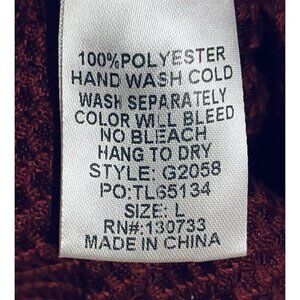 100%POLYESTER
HAND WASH COLD
WASH SEPARATELY
COLOR WILL BLEED
NO BLEACH
HANG TO DRY
STYLE: G2058
PO:TL65134
SIZE: L
RN#:130733
MADE IN CHINA